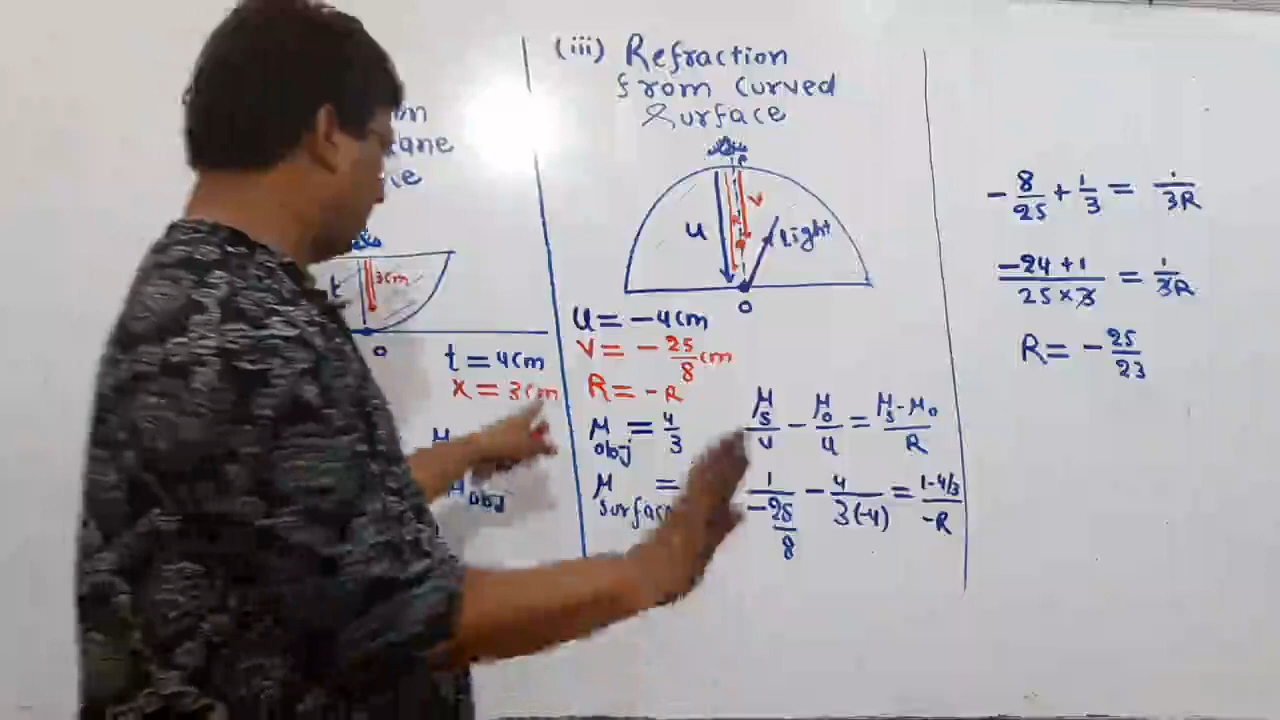 (iii) Refraction
from Curved
Surface
P
u
v
Light
O
t
3cm
O
t = 4cm
x = 3cm
μobj
u = -4cm
v = - 25/8 cm
R = -R
μobj = 4/3
μ =
μs/v - μo/u = μs-μo/R
1/-25/8 - 4/3(-4) = 1-4/3/-R
- 8/25 + 1/3 = 1/3R
-24+1/25×3 = 1/3R
R = - 25/23